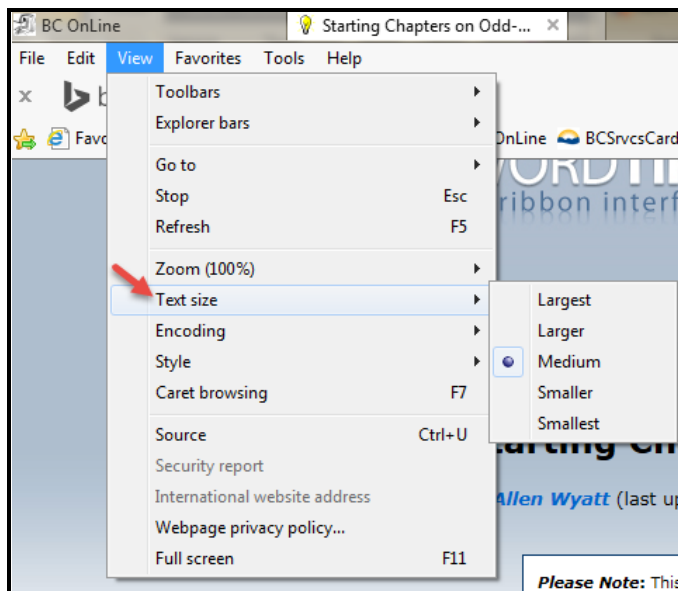 BC OnLine
Starting Chapters on Odd-...
File Edit View Favorites Tools Help
Toolbars
Explorer bars
OnLine BCSrvcsCard
Go to
Stop Esc
ribbon interf
Refresh F5
Zoom (100%)
Text size
Largest
Larger
Medium
Smaller
Smallest
Encoding
Style
Caret browsing F7
Source Ctrl+U
Security report
International website address
Allen Wyatt (last up
Webpage privacy policy...
Full screen F11
Please Note: This